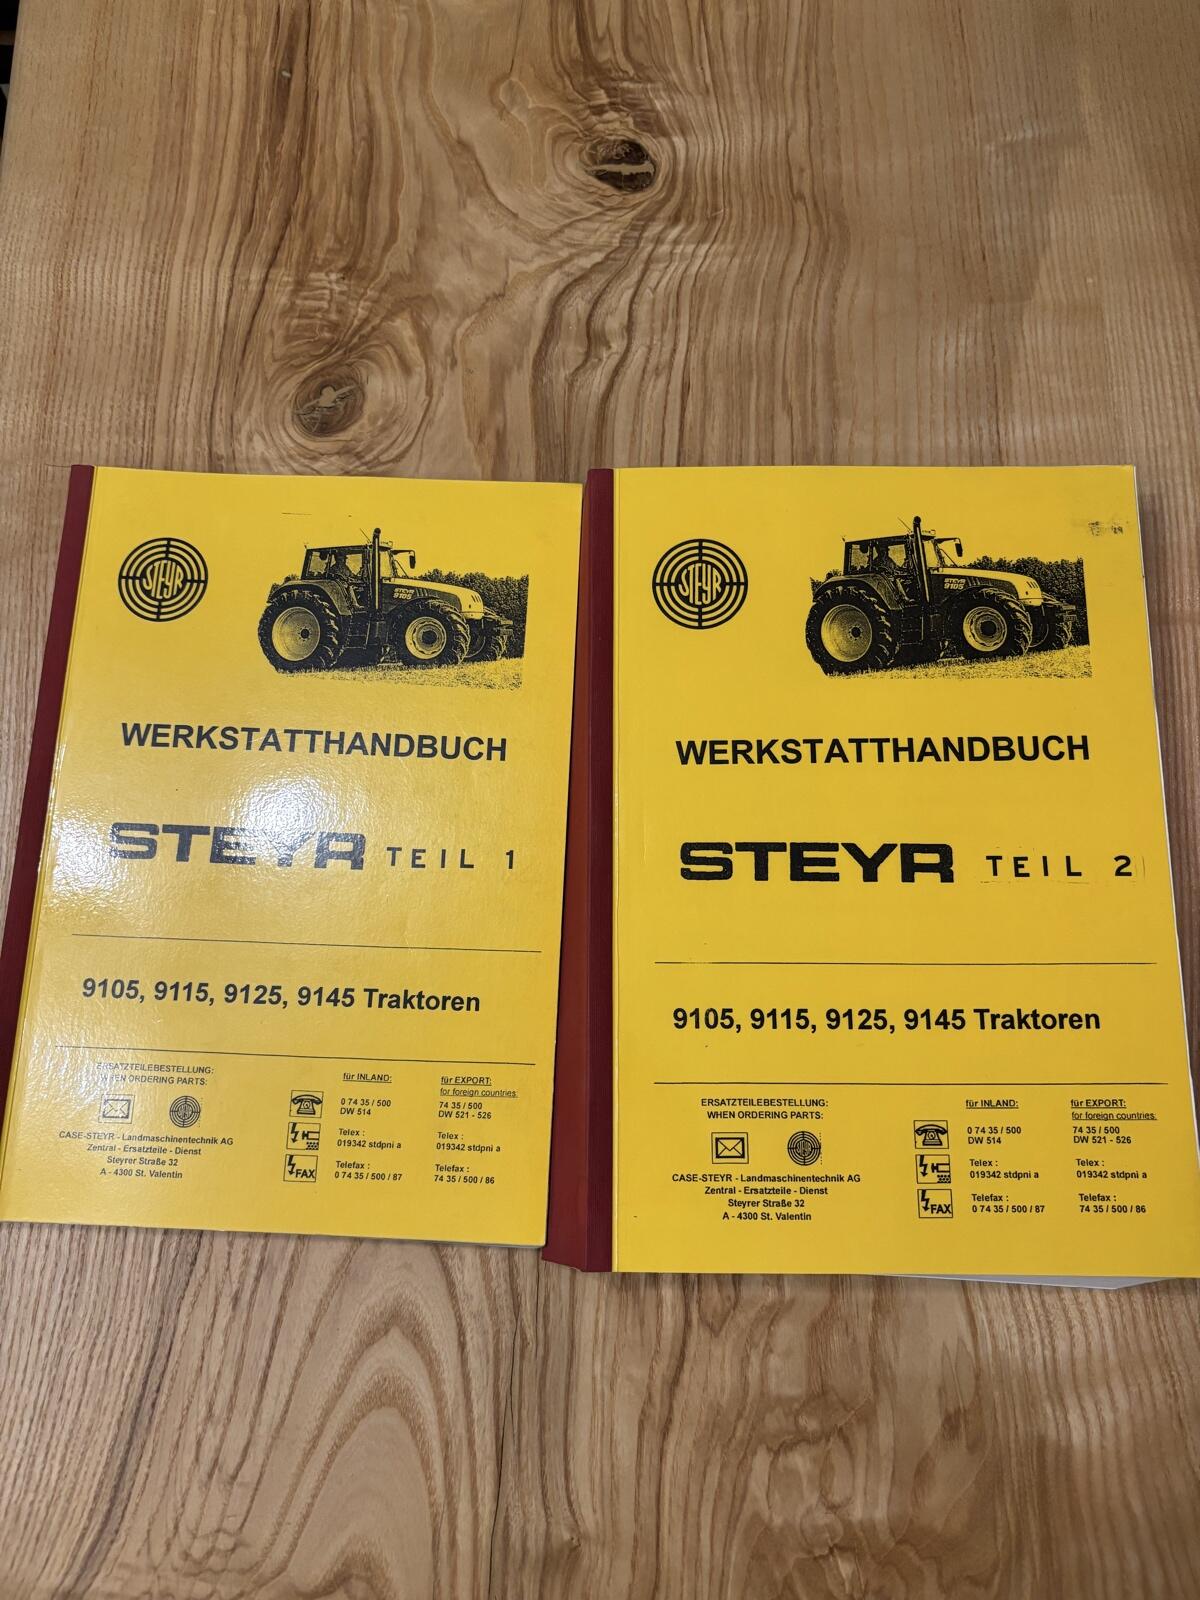 STEYR
STEYR
9105
WERKSTATTHANDBUCH
STEYR TEIL 1
9105, 9115, 9125, 9145 Traktoren
ERSATZTEILEBESTELLUNG:
WHEN ORDERING PARTS:
CASE-STEYR - Landmaschinentechnik AG
Zentral - Ersatzteile - Dienst
Steyrer Straße 32
A - 4300 St. Valentin
für INLAND:
0 74 35 / 500
DW 514
Telex :
019342 stdpni a
FAX
Telefax :
0 74 35 / 500 / 87
für EXPORT:
for foreign countries:
74 35 / 500
DW 521 - 526
Telex :
019342 stdpni a
Telefax :
74 35 / 500 / 86
STEYR
STEYR
9105
WERKSTATTHANDBUCH
STEYR TEIL 2
9105, 9115, 9125, 9145 Traktoren
ERSATZTEILEBESTELLUNG:
WHEN ORDERING PARTS:
CASE-STEYR - Landmaschinentechnik AG
Zentral - Ersatzteile - Dienst
Steyrer Straße 32
A - 4300 St. Valentin
für INLAND:
0 74 35 / 500
DW 514
Telex :
019342 stdpni a
FAX
Telefax :
0 74 35 / 500 / 87
für EXPORT:
for foreign countries:
74 35 / 500
DW 521 - 526
Telex :
019342 stdpni a
Telefax :
74 35 / 500 / 86